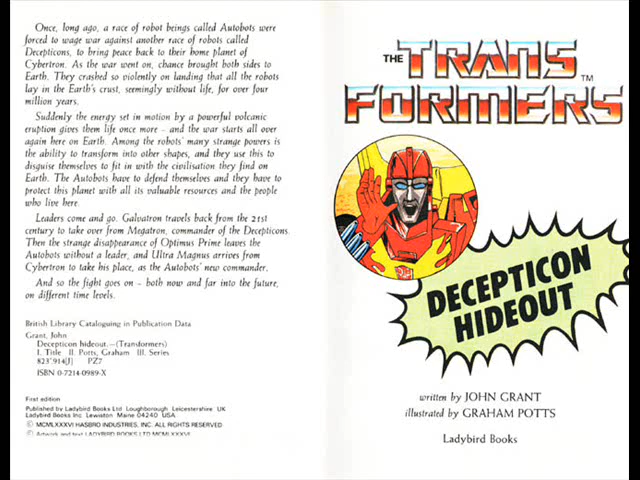 Once, long ago, a race of robot beings called Autobots were
forced to wage war against another race of robots called
Decepticons, to bring peace back to their home planet of
Cybertron. As the war went on, chance brought both sides to
Earth. They crashed so violently on landing that all the robots
lay in the Earth's crust, seemingly without life, for over four
million years.
Suddenly the energy set in motion by a powerful volcanic
eruption gives them life once more - and the war starts all over
again here on Earth. Among the robots' many strange powers is
the ability to transform into other shapes, and they use this to
disguise themselves to fit in with the civilisation they find on
Earth. The Autobots have to defend themselves and they have to
protect this planet with all its valuable resources and the people
who live here.
Leaders come and go. Galvatron travels back from the 21st
century to take over from Megatron, commander of the Decepticons.
Then the strange disappearance of Optimus Prime leaves the
Autobots without a leader, and Ultra Magnus arrives from
Cybertron to take his place, as the Autobots' new commander.
And so the fight goes on - both now and far into the future,
on different time levels.
British Library Cataloguing in Publication Data
Grant, John
Decepticon hideout.—(Transformers)
I. Title II. Potts, Graham III. Series
823'.914[J] PZ7
ISBN 0-7214-0989-X
First edition
Published by Ladybird Books Ltd Loughborough Leicestershire UK
Ladybird Books Inc Lewiston Maine 04240 USA
© MCMLXXXVI HASBRO INDUSTRIES, INC. ALL RIGHTS RESERVED
© Artwork and text LADYBIRD BOOKS LTD MCMLXXXVI
THE TRANS
FORMERS TM
DECEPTICON
HIDEOUT
written by JOHN GRANT
illustrated by GRAHAM POTTS
Ladybird Books